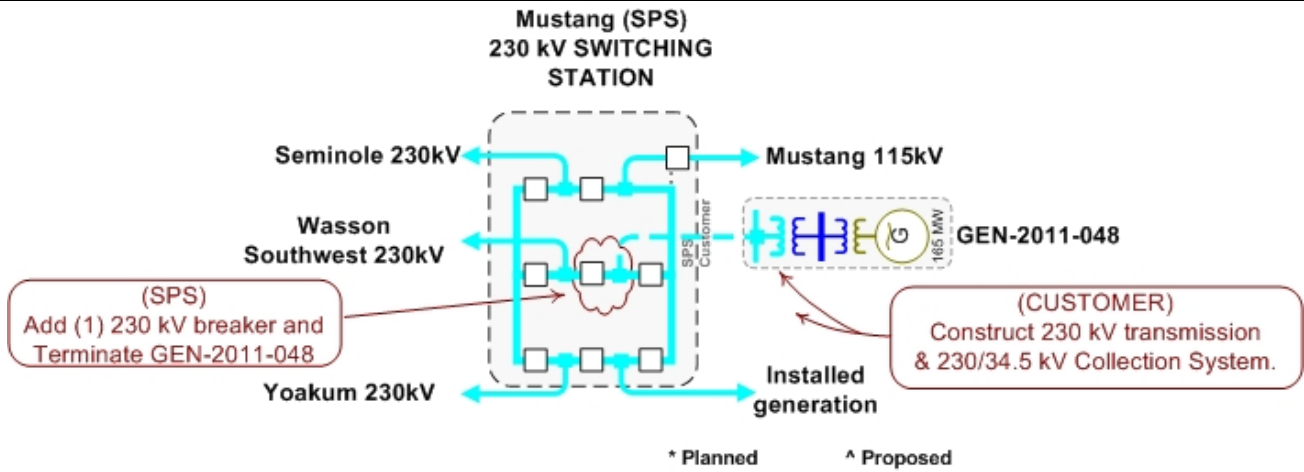 Mustang (SPS)
230 kV SWITCHING
STATION
Seminole 230kV
Mustang 115kV
Wasson
Southwest 230kV
SPS
Customer
G
165 MW
GEN-2011-048
(SPS)
Add (1) 230 kV breaker and
Terminate GEN-2011-048
(CUSTOMER)
Construct 230 kV transmission
& 230/34.5 kV Collection System.
Yoakum 230kV
Installed
generation
* Planned
^ Proposed